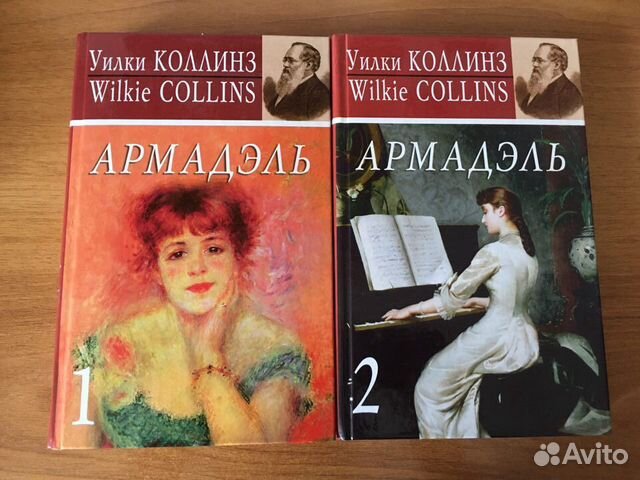 Уилки КОЛЛИНЗ
Wilkie COLLINS
АРМАДЭЛЬ
1
Уилки КОЛЛИНЗ
Wilkie COLLINS
АРМАДЭЛЬ
2
Avito